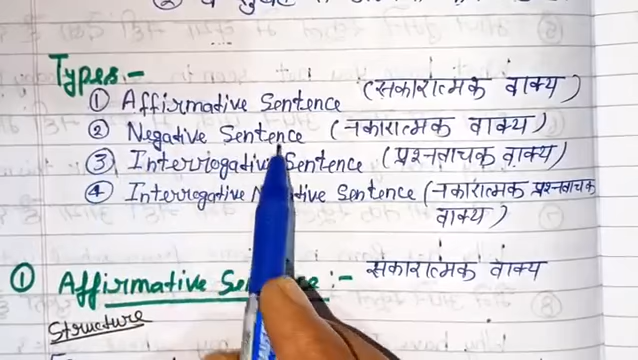 Types:-
① Affirmative Sentence (सकारात्मक वाक्य)
② Negative Sentence (नकारात्मक वाक्य)
③ Interrogative Sentence (प्रश्नवाचक वाक्य)
④ Interrogative Negative Sentence (नकारात्मक प्रश्नवाचक
वाक्य)
① Affirmative Sentence :- सकारात्मक वाक्य
Structure